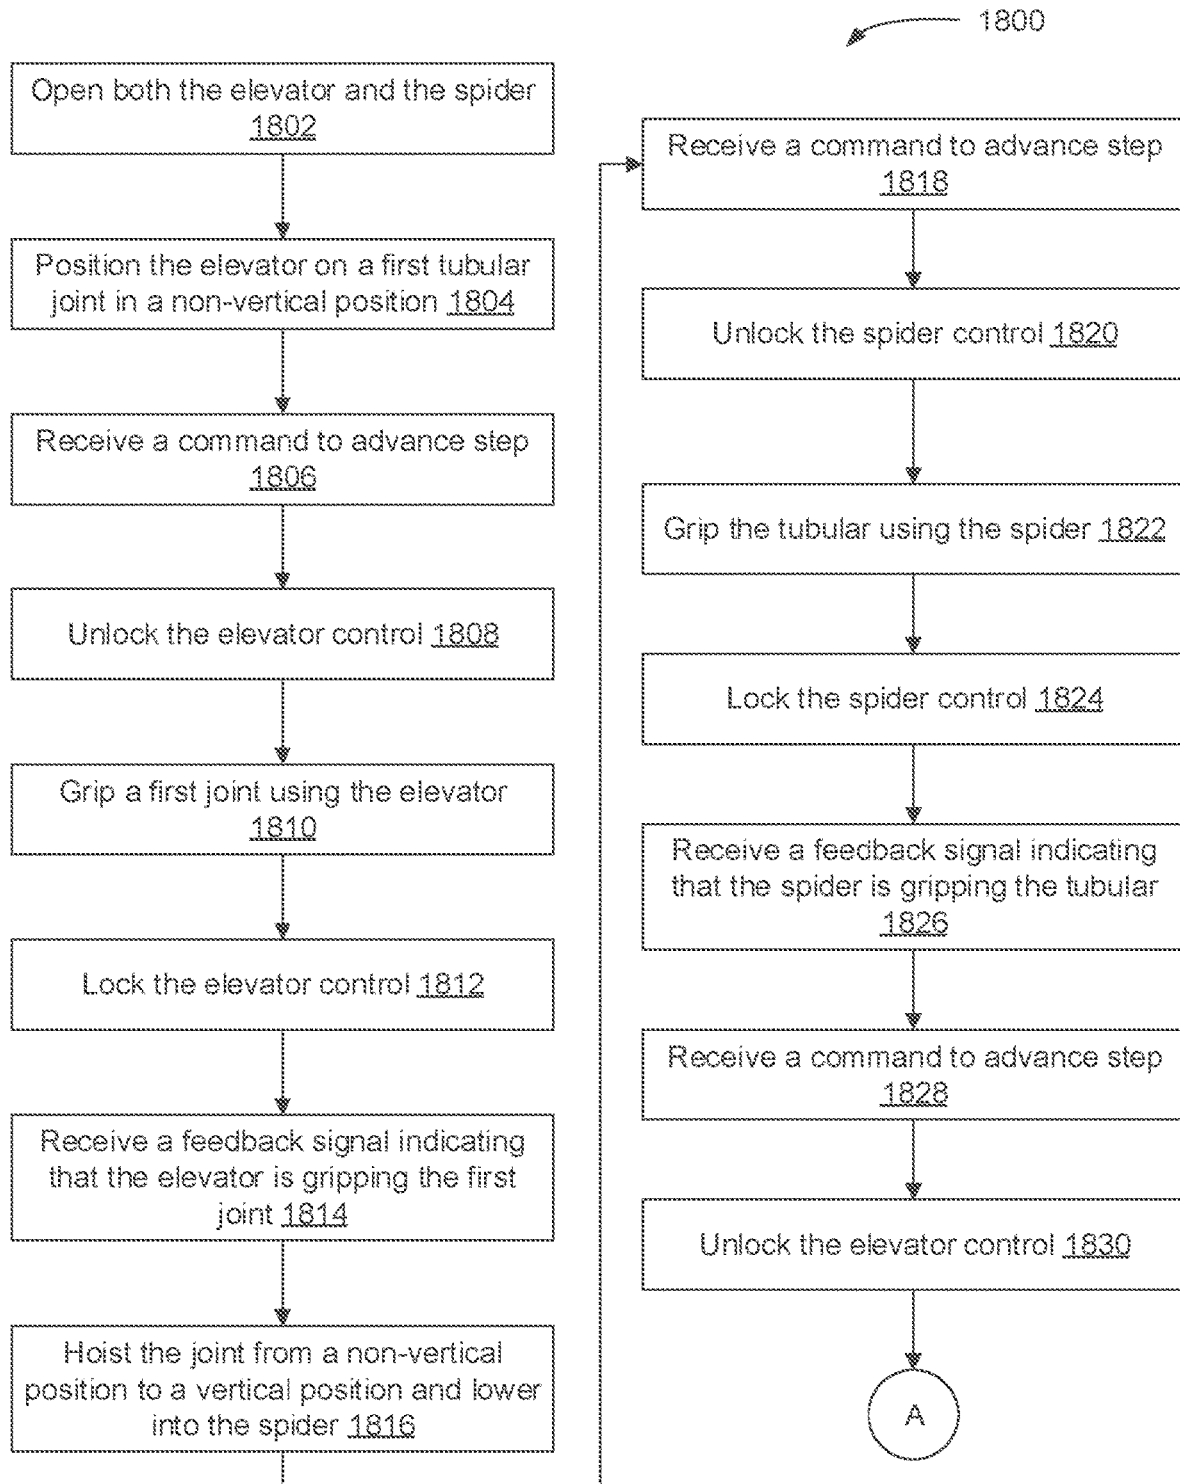 1800
Open both the elevator and the spider
1802
Position the elevator on a first tubular
joint in a non-vertical position 1804
Receive a command to advance step
1806
Unlock the elevator control 1808
Grip a first joint using the elevator
1810
Lock the elevator control 1812
Receive a feedback signal indicating
that the elevator is gripping the first
joint 1814
Hoist the joint from a non-vertical
position to a vertical position and lower
into the spider 1816
Receive a command to advance step
1818
Unlock the spider control 1820
Grip the tubular using the spider 1822
Lock the spider control 1824
Receive a feedback signal indicating
that the spider is gripping the tubular
1826
Receive a command to advance step
1828
Unlock the elevator control 1830
A